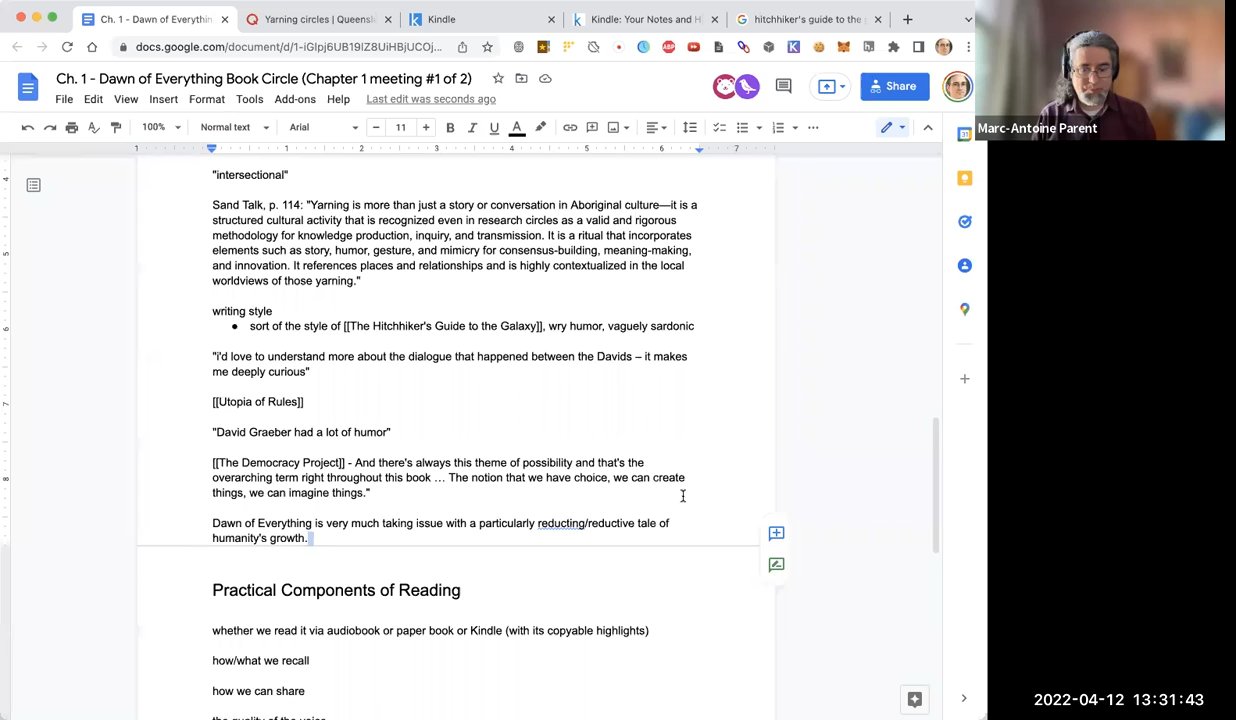 Ch. 1 - Dawn of Everythin
Yarning circles | Queensl
Kindle
Kindle: Your Notes and H
hitchhiker's guide to the
docs.google.com/document/d/1-iGlpj6UB19IZ8UiHBjUCOj...
Ch. 1 - Dawn of Everything Book Circle (Chapter 1 meeting #1 of 2)
File Edit View Insert Format Tools Add-ons Help Last edit was seconds ago
Share
Marc-Antoine Parent
100% Normal text Arial 11
1 1 2 3 4 5 6 7
"intersectional"
Sand Talk, p. 114: "Yarning is more than just a story or conversation in Aboriginal culture—it is a
structured cultural activity that is recognized even in research circles as a valid and rigorous
methodology for knowledge production, inquiry, and transmission. It is a ritual that incorporates
elements such as story, humor, gesture, and mimicry for consensus-building, meaning-making,
and innovation. It references places and relationships and is highly contextualized in the local
worldviews of those yarning."
writing style
● sort of the style of [[The Hitchhiker's Guide to the Galaxy]], wry humor, vaguely sardonic
"i'd love to understand more about the dialogue that happened between the Davids – it makes
me deeply curious"
[[Utopia of Rules]]
"David Graeber had a lot of humor"
[[The Democracy Project]] - And there's always this theme of possibility and that's the
overarching term right throughout this book … The notion that we have choice, we can create
things, we can imagine things."
Dawn of Everything is very much taking issue with a particularly reducting/reductive tale of
humanity's growth.
Practical Components of Reading
whether we read it via audiobook or paper book or Kindle (with its copyable highlights)
how/what we recall
how we can share
2022-04-12 13:31:43
the quality of the voice